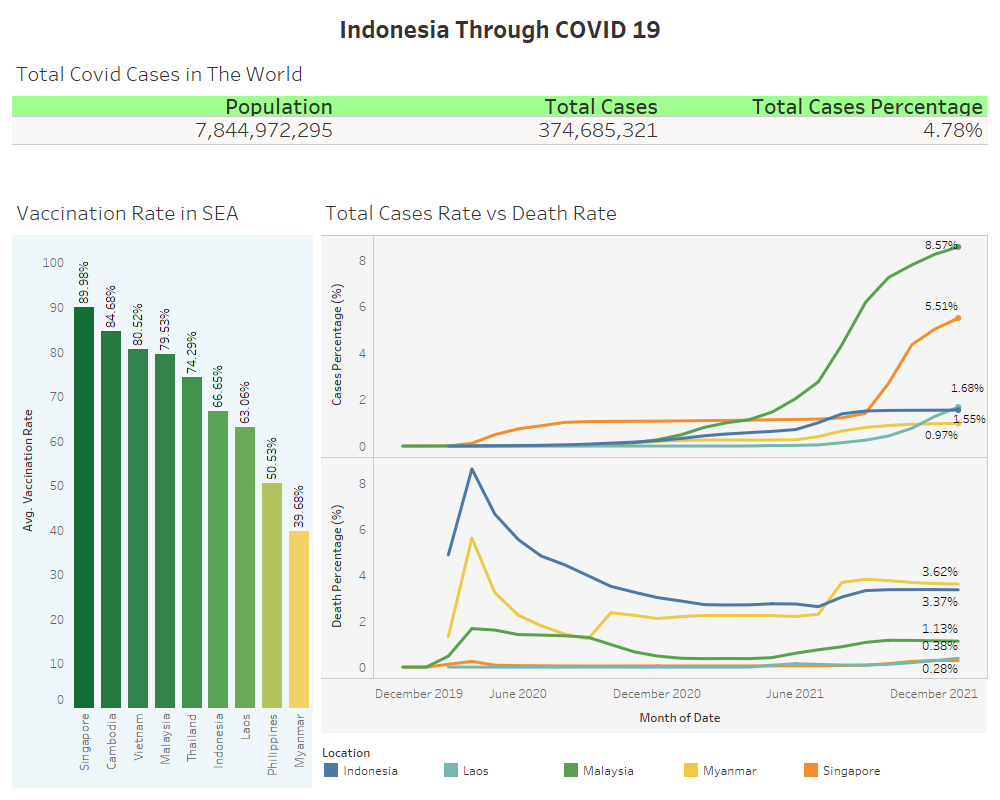 Indonesia Through COVID 19
Total Covid Cases in The World
Population Total Cases Total Cases Percentage
7,844,972,295 374,685,321 4.78%
Vaccination Rate in SEA
Avg. Vaccination Rate
100
90
80
70
60
50
40
30
20
10
0
89.98%
84.68%
80.52%
79.53%
74.29%
66.65%
63.06%
50.53%
39.68%
Singapore
Cambodia
Vietnam
Malaysia
Thailand
Indonesia
Laos
Philippines
Myanmar
Total Cases Rate vs Death Rate
Cases Percentage (%)
8
6
4
2
0
8.57%
5.51%
1.68%
1.55%
0.97%
Death Percentage (%)
8
6
4
2
0
3.62%
3.37%
1.13%
0.38%
0.28%
December 2019 June 2020 December 2020 June 2021 December 2021
Month of Date
Location
Indonesia Laos Malaysia Myanmar Singapore